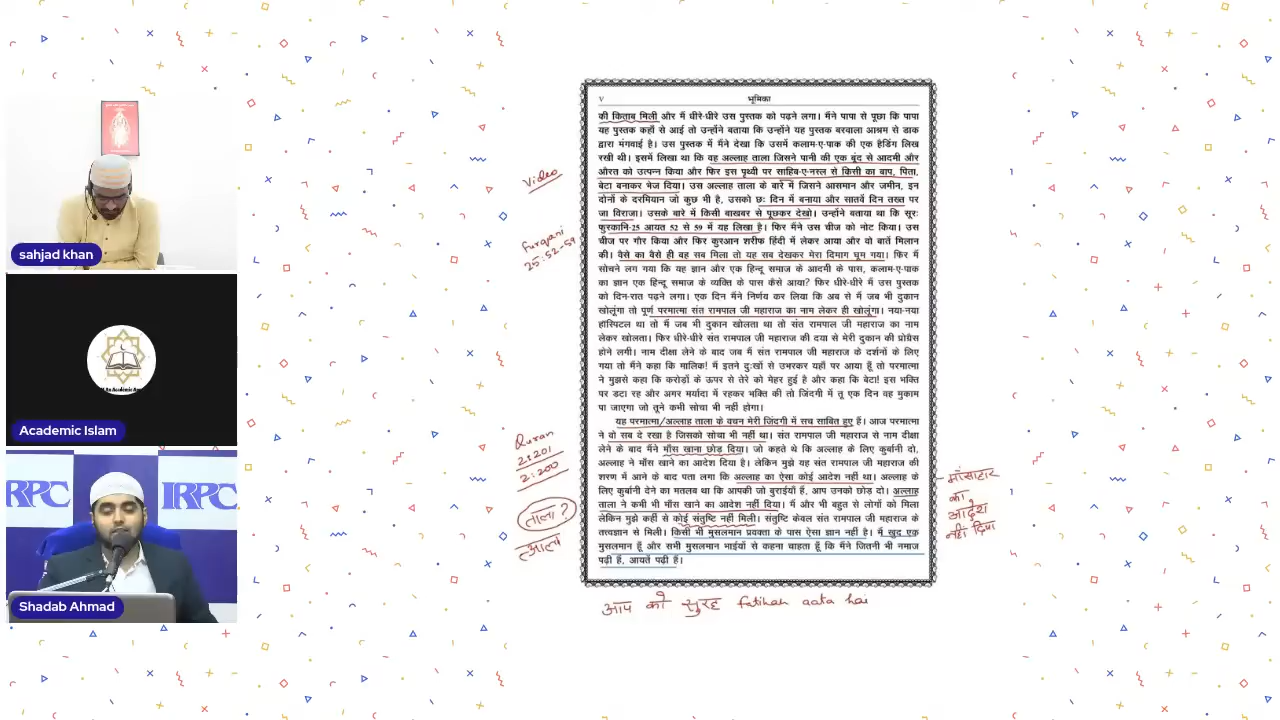 sahjad khan
Academic Islam
IRPC
IRPC
Shadab Ahmad
v
भूमिका
की किताब मिली और मैं धीरे-धीरे उस पुस्तक को पढ़ने लगा। मैंने पापा से पूछा कि पापा
यह पुस्तक कहाँ से आई तो उन्होंने बताया कि उन्होंने यह पुस्तक बरवाला आश्रम से डाक
द्वारा मंगवाई है। उस पुस्तक में मैंने देखा कि उसमें कलाम-ए-पाक की एक हैडिंग लिख
रखी थी। इसमें लिखा था कि वह अल्लाह ताला जिसने पानी की एक बूंद से आदमी और
औरत को उत्पन्न किया और फिर इस पृथ्वी पर साहिब-ए-नस्ल से किसी का बाप, पिता,
बेटा बनाकर भेज दिया। उस अल्लाह ताला के बारे में जिसने आसमान और जमीन, इन
दोनों के दरमियान जो कुछ भी है, उसको छः दिन में बनाया और सातवें दिन तख्त पर
जा विराजा। उसके बारे में किसी बाखबर से पूछकर देखो। उन्होंने बताया था कि सूरः
फुरकानि-25 आयत 52 से 59 में यह लिखा है। फिर मैंने उस चीज को नोट किया। उस
चीज पर गौर किया और फिर कुरआन शरीफ हिंदी में लेकर आया और वो बातें मिलान
की। वैसे का वैसे ही वह सब मिला तो यह सब देखकर मेरा दिमाग घूम गया। फिर मैं
सोचने लग गया कि यह ज्ञान और एक हिन्दू समाज के आदमी के पास, कलाम-ए-पाक
का ज्ञान एक हिन्दू समाज के व्यक्ति के पास कैसे आया? फिर धीरे-धीरे मैं उस पुस्तक
को दिन-रात पढ़ने लगा। एक दिन मैंने निर्णय कर लिया कि अब से मैं जब भी दुकान
खोलूंगा तो पूर्ण परमात्मा संत रामपाल जी महाराज का नाम लेकर ही खोलूंगा। नया-नया
हॉस्पिटल था तो मैं जब भी दुकान खोलता था तो संत रामपाल जी महाराज का नाम
लेकर खोलता। फिर धीरे-धीरे संत रामपाल जी महाराज की दया से मेरी दुकान की प्रोग्रेस
होने लगी। नाम दीक्षा लेने के बाद जब मैं संत रामपाल जी महाराज के दर्शनों के लिए
गया तो मैंने कहा कि मालिक! मैं इतने दुःखों से उभरकर यहाँ पर आया हूँ तो परमात्मा
ने मुझसे कहा कि करोड़ों के ऊपर से तेरे को मेहर हुई है और कहा कि बेटा! इस भक्ति
पर डटा रह और अगर मर्यादा में रहकर भक्ति की तो जिंदगी में तू एक दिन वह मुकाम
पा जाएगा जो तूने कभी सोचा भी नहीं होगा।
यह परमात्मा/अल्लाह ताला के वचन मेरी जिंदगी में सच साबित हुए हैं। आज परमात्मा
ने वो सब दे रखा है जिसको सोचा भी नहीं था। संत रामपाल जी महाराज से नाम दीक्षा
लेने के बाद मैंने माँस खाना छोड़ दिया। जो कहते थे कि अल्लाह के लिए कुर्बानी दो,
अल्लाह ने माँस खाने का आदेश दिया है। लेकिन मुझे यह संत रामपाल जी महाराज की
शरण में आने के बाद पता लगा कि अल्लाह का ऐसा कोई आदेश नहीं था। अल्लाह के
लिए कुर्बानी देने का मतलब था कि आपकी जो बुराईयाँ हैं, आप उनको छोड़ दो। अल्लाह
ताला ने कभी भी माँस खाने का आदेश नहीं दिया। मैं और भी बहुत से लोगों को मिला
लेकिन मुझे कहीं से कोई संतुष्टि नहीं मिली। संतुष्टि केवल संत रामपाल जी महाराज के
तत्वज्ञान से मिली। किसी भी मुसलमान प्रवक्ता के पास ऐसा ज्ञान नहीं है। मैं खुद एक
मुसलमान हूँ और सभी मुसलमान भाईयों से कहना चाहता हूँ कि मैंने जितनी भी नमाज
पढ़ी हैं, आयतें पढ़ी हैं।
Video
furqani
25:52-59
Quran
2:201
2:200
ताला?
तआला
मांसाहार
का
आदेश
नहीं दिया
आप को सुरह fatihah aata hai